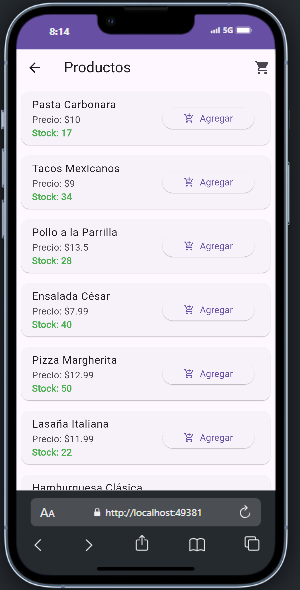 8:14
5G
Productos
Pasta Carbonara
Precio: $10
Stock: 17
Agregar
Tacos Mexicanos
Precio: $9
Stock: 34
Agregar
Pollo a la Parrilla
Precio: $13.5
Stock: 28
Agregar
Ensalada César
Precio: $7.99
Stock: 40
Agregar
Pizza Margherita
Precio: $12.99
Stock: 50
Agregar
Lasaña Italiana
Precio: $11.99
Stock: 22
Agregar
Hamburguesa Clásica
AA
http://localhost:49381